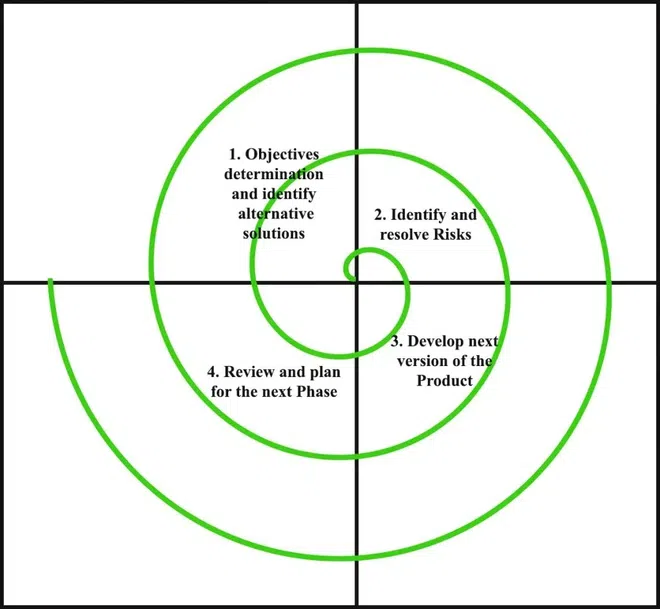 1. Objectives
determination
and identify
alternative
solutions
2. Identify and
resolve Risks
3. Develop next
version of the
Product
4. Review and plan
for the next Phase